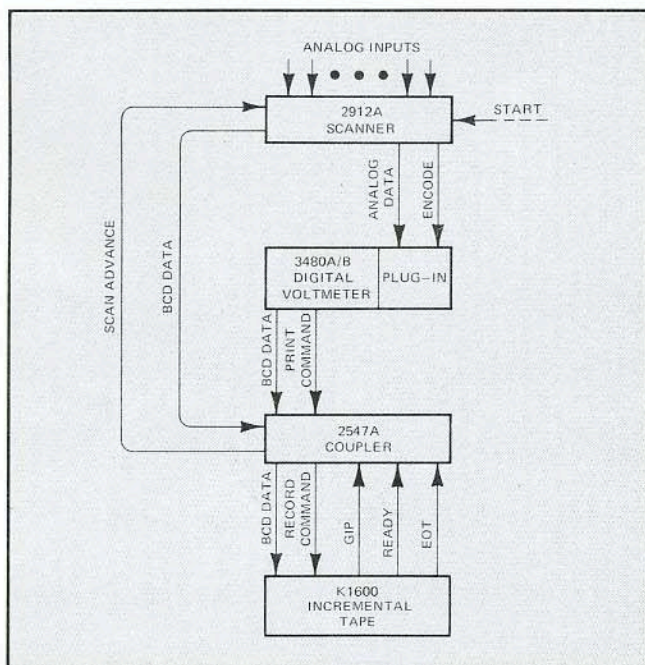 ANALOG INPUTS
START
2912A
SCANNER
SCAN ADVANCE
BCD DATA
ANALOG
DATA
ENCODE
3480A/B
DIGITAL
VOLTMETER
PLUG-IN
BCD DATA
PRINT
COMMAND
2547A
COUPLER
BCD DATA
RECORD
COMMAND
GIP
READY
EOT
K1600
INCREMENTAL
TAPE